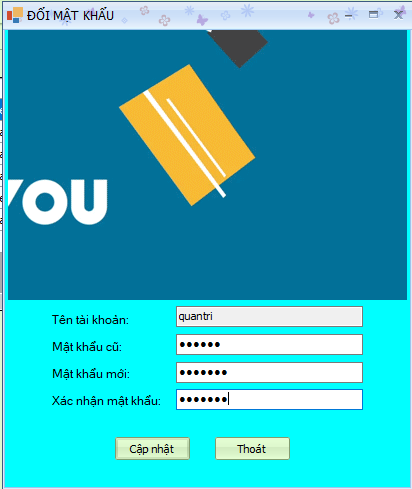 ĐỔI MẬT KHẨU
YOU
Tên tài khoản: quantri
Mật khẩu cũ: ●●●●●●
Mật khẩu mới: ●●●●●●●
Xác nhận mật khẩu: ●●●●●●●
Cập nhật Thoát